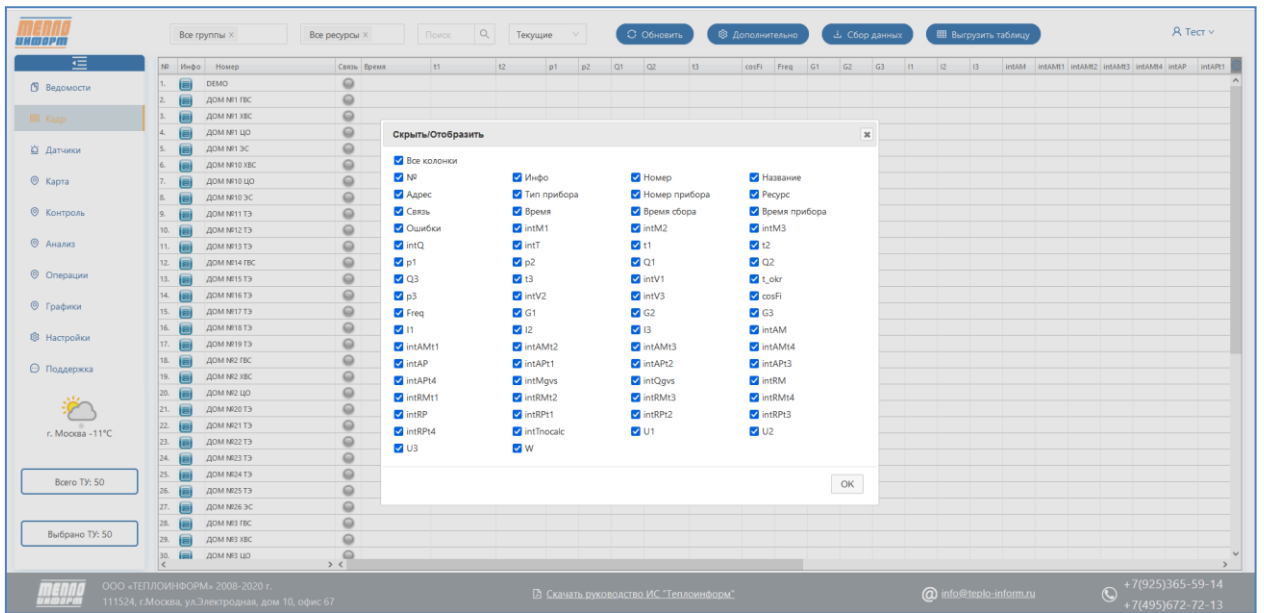 ТЕПЛО
ИНФОРМ
Все группы ×
Все ресурсы ×
Поиск
Текущие
Обновить
Дополнительно
Сбор данных
Выгрузить таблицу
Тест
Ведомости
Кадр
Датчики
Карта
Контроль
Анализ
Операции
Графики
Настройки
Поддержка
г. Москва -11°C
Всего ТУ: 50
Выбрано ТУ: 50
№ Инфо Номер Связь Время t1 t2 p1 p2 Q1 Q2 t3 cosFi Freq G1 G2 G3 I1 I2 I3 intAM intAMt1 intAMt2 intAMt3 intAMt4 intAP intAPt1
1. DEMO
2. ДОМ №1 ГВС
3. ДОМ №1 ХВС
4. ДОМ №1 ЦО
5. ДОМ №1 ЭС
6. ДОМ №10 ХВС
7. ДОМ №10 ЦО
8. ДОМ №10 ЭС
9. ДОМ №11 ТЭ
10. ДОМ №12 ТЭ
11. ДОМ №13 ТЭ
12. ДОМ №14 ГВС
13. ДОМ №15 ТЭ
14. ДОМ №16 ТЭ
15. ДОМ №17 ТЭ
16. ДОМ №18 ТЭ
17. ДОМ №19 ТЭ
18. ДОМ №2 ГВС
19. ДОМ №2 ХВС
20. ДОМ №2 ЦО
21. ДОМ №20 ТЭ
22. ДОМ №21 ТЭ
23. ДОМ №22 ТЭ
24. ДОМ №23 ТЭ
25. ДОМ №24 ТЭ
26. ДОМ №25 ТЭ
27. ДОМ №26 ЭС
28. ДОМ №3 ГВС
29. ДОМ №3 ХВС
30. ДОМ №3 ЦО
Скрыть/Отобразить
Все колонки
№ Инфо Номер Название
Адрес Тип прибора Номер прибора Ресурс
Связь Время Время сбора Время прибора
Ошибки intM1 intM2 intM3
intQ intT t1 t2
p1 p2 Q1 Q2
Q3 t3 intV1 t_okr
p3 intV2 intV3 cosFi
Freq G1 G2 G3
I1 I2 I3 intAM
intAMt1 intAMt2 intAMt3 intAMt4
intAP intAPt1 intAPt2 intAPt3
intAPt4 intMgvs intQgvs intRM
intRMt1 intRMt2 intRMt3 intRMt4
intRP intRPt1 intRPt2 intRPt3
intRPt4 intTnocalc U1 U2
U3 W
OK
ТЕПЛО
ИНФОРМ
ООО «ТЕПЛОИНФОРМ» 2008-2020 г.
111524, г.Москва, ул.Электродная, дом 10, офис 67
Скачать руководство ИС "Теплоинформ"
info@teplo-inform.ru
+7(925)365-59-14
+7(495)672-72-13